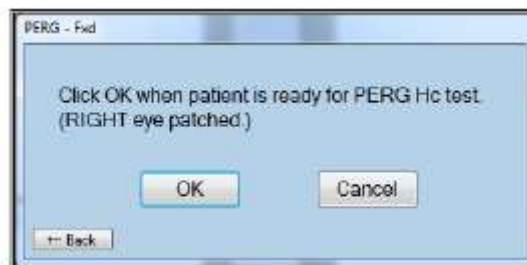 PERG - Fxd
Click OK when patient is ready for PERG Hc test.
(RIGHT eye patched.)
OK
Cancel
← Back